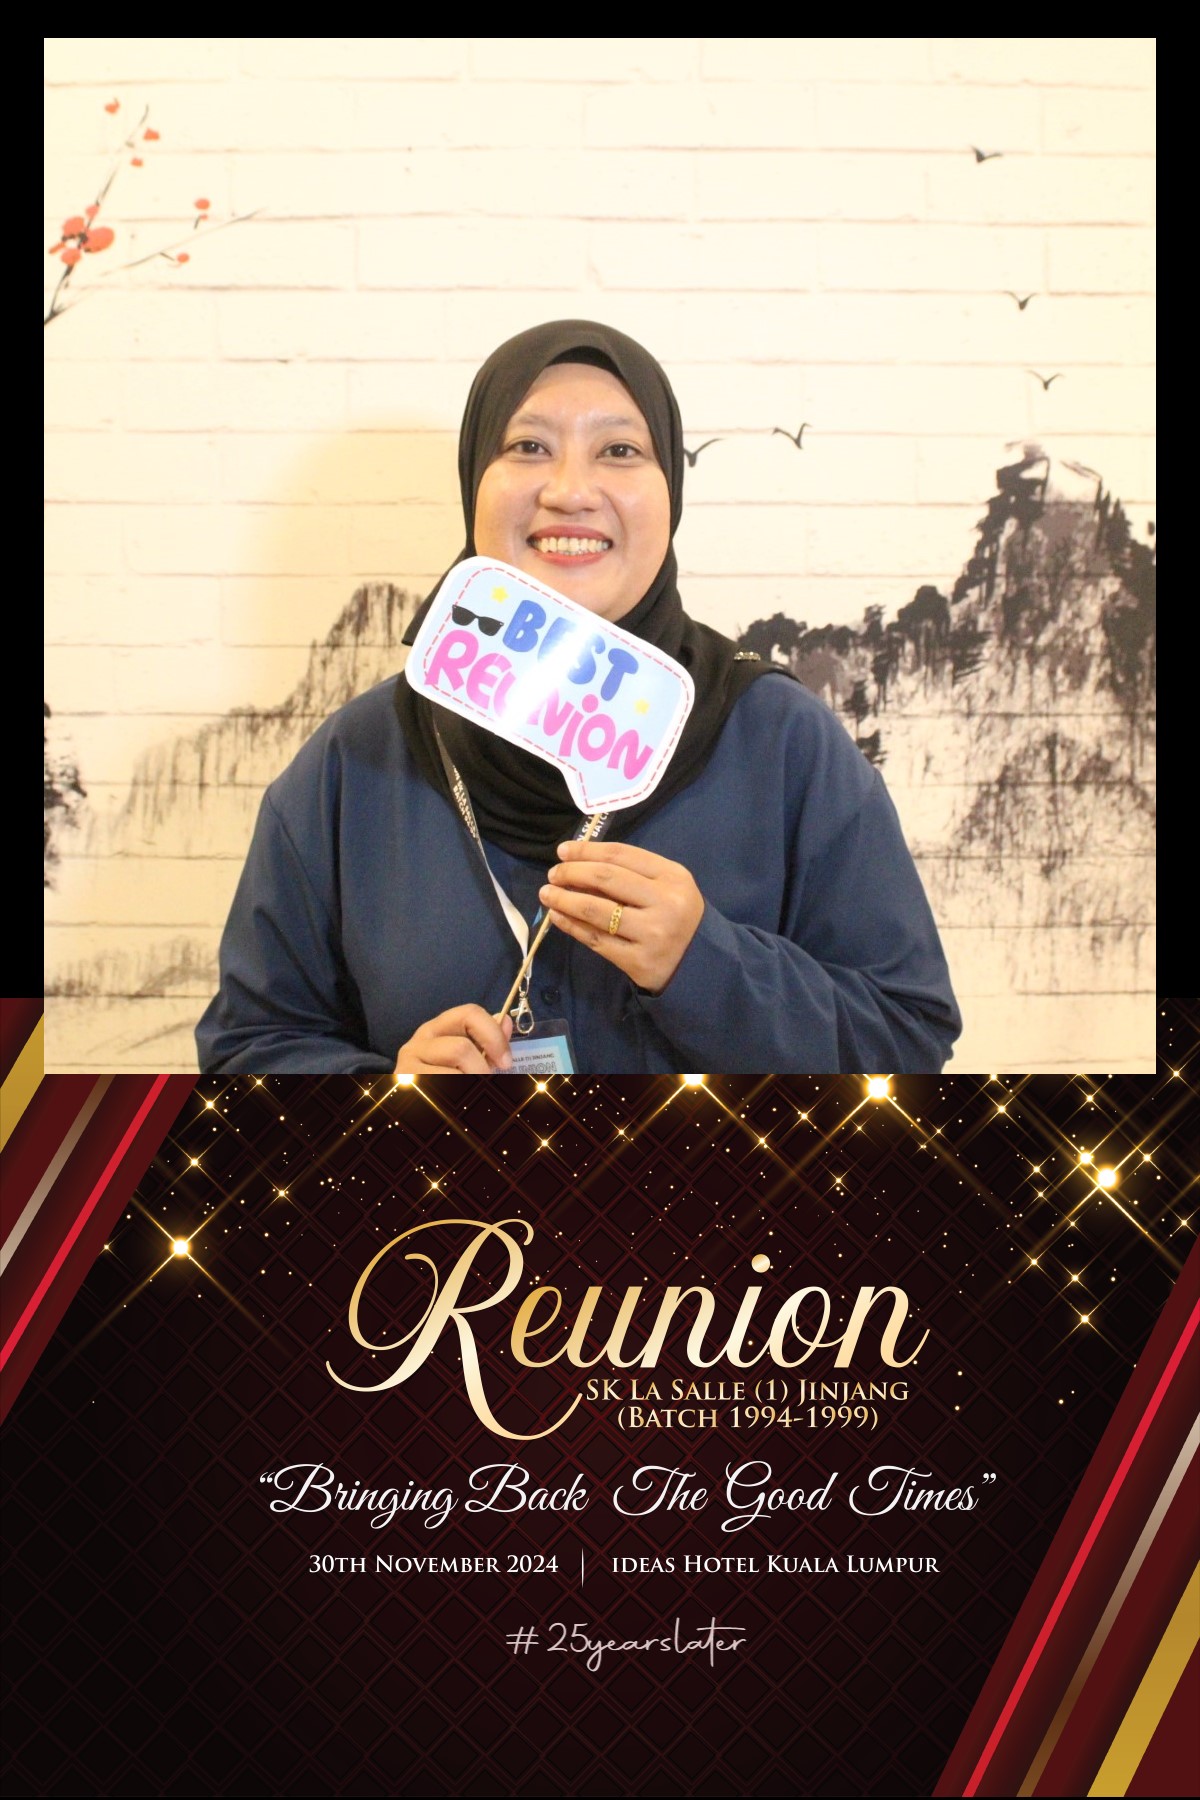 BEST
REUNION
Reunion
SK La Salle (1) Jinjang
(Batch 1994-1999)
"Bringing Back The Good Times"
30th November 2024 | ideas Hotel Kuala Lumpur
#25yearslater